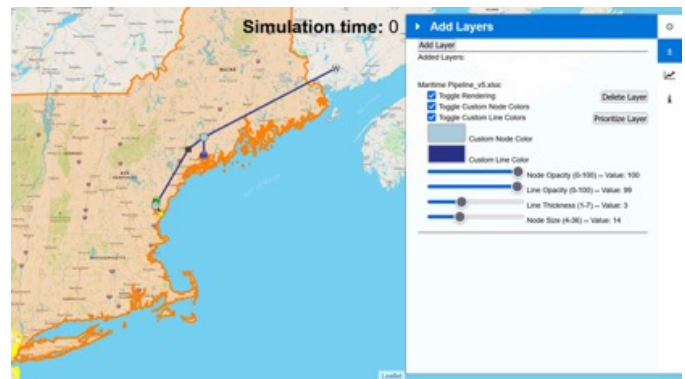 Simulation time: 0
Add Layers
Add Layer
Added Layers:
Maritime Pipeline_v5.xlsx:
Toggle Rendering
Delete Layer
Toggle Custom Node Colors
Toggle Custom Line Colors
Prioritize Layer
Custom Node Color
Custom Line Color
Node Opacity (0-100) -- Value: 100
Line Opacity (0-100) -- Value: 99
Line Thickness (1-7) -- Value: 3
Node Size (4-36) -- Value: 14
MAINE
MASSACHUSETTS
Leaflet